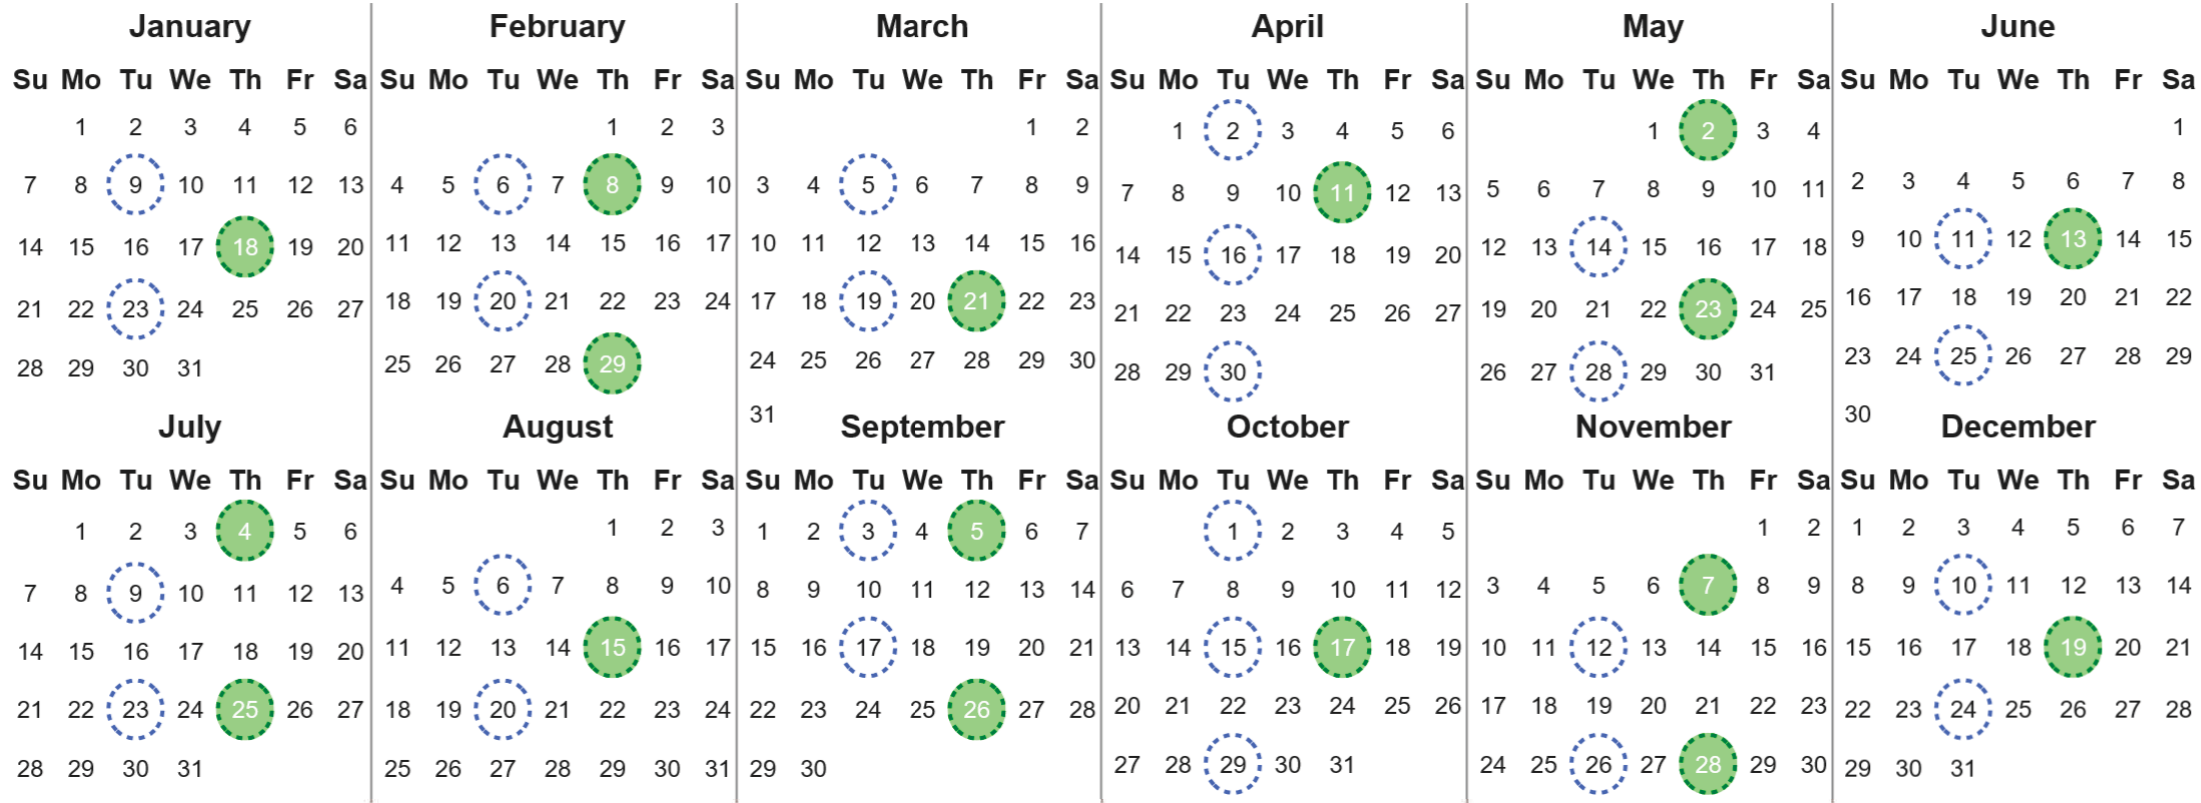 January February March April May June
Su Mo Tu We Th Fr Sa Su Mo Tu We Th Fr Sa Su Mo Tu We Th Fr Sa Su Mo Tu We Th Fr Sa Su Mo Tu We Th Fr Sa Su Mo Tu We Th Fr Sa
1 2 3 4 5 6 1 2 3 1 2 1 2 3 4 5 6 1 2 3 4 1
7 8 9 10 11 12 13 4 5 6 7 8 9 10 3 4 5 6 7 8 9 7 8 9 10 11 12 13 5 6 7 8 9 10 11 2 3 4 5 6 7 8
14 15 16 17 18 19 20 11 12 13 14 15 16 17 10 11 12 13 14 15 16 14 15 16 17 18 19 20 12 13 14 15 16 17 18 9 10 11 12 13 14 15
21 22 23 24 25 26 27 18 19 20 21 22 23 24 17 18 19 20 21 22 23 21 22 23 24 25 26 27 19 20 21 22 23 24 25 16 17 18 19 20 21 22
28 29 30 31 25 26 27 28 29 24 25 26 27 28 29 30 28 29 30 26 27 28 29 30 31 23 24 25 26 27 28 29
31 30
July August September October November December
Su Mo Tu We Th Fr Sa Su Mo Tu We Th Fr Sa Su Mo Tu We Th Fr Sa Su Mo Tu We Th Fr Sa Su Mo Tu We Th Fr Sa Su Mo Tu We Th Fr Sa
1 2 3 4 5 6 1 2 3 1 2 3 4 5 6 7 1 2 3 4 5 1 2 1 2 3 4 5 6 7
7 8 9 10 11 12 13 4 5 6 7 8 9 10 8 9 10 11 12 13 14 6 7 8 9 10 11 12 3 4 5 6 7 8 9 8 9 10 11 12 13 14
14 15 16 17 18 19 20 11 12 13 14 15 16 17 15 16 17 18 19 20 21 13 14 15 16 17 18 19 10 11 12 13 14 15 16 15 16 17 18 19 20 21
21 22 23 24 25 26 27 18 19 20 21 22 23 24 22 23 24 25 26 27 28 20 21 22 23 24 25 26 17 18 19 20 21 22 23 22 23 24 25 26 27 28
28 29 30 31 25 26 27 28 29 30 31 29 30 27 28 29 30 31 24 25 26 27 28 29 30 29 30 31